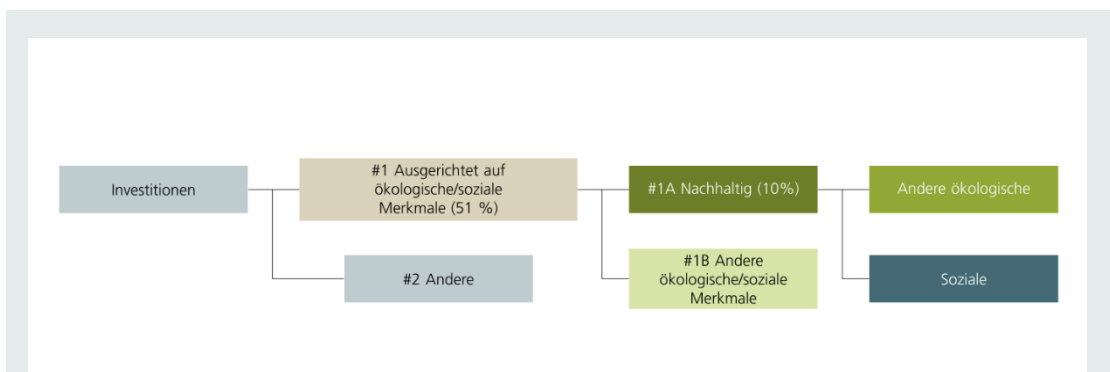 Investitionen
#1 Ausgerichtet auf
ökologische/soziale
Merkmale (51 %)
#1A Nachhaltig (10%)
Andere ökologische
#2 Andere
#1B Andere
ökologische/soziale
Merkmale
Soziale